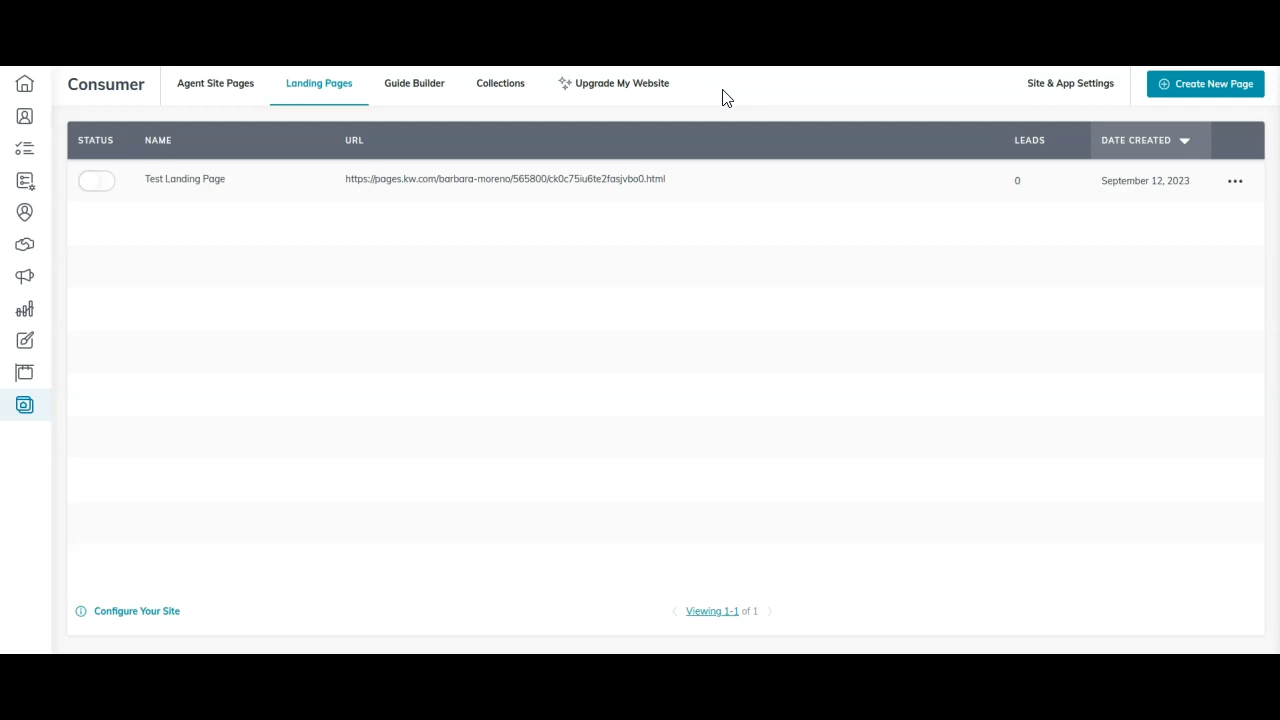 Consumer
Agent Site Pages
Landing Pages
Guide Builder
Collections
Upgrade My Website
Site & App Settings
Create New Page
STATUS NAME URL LEADS DATE CREATED
Test Landing Page https://pages.kw.com/barbara-moreno/565800/ck0c75iu6te2fasjvbo0.html 0 September 12, 2023
Configure Your Site
Viewing 1-1 of 1